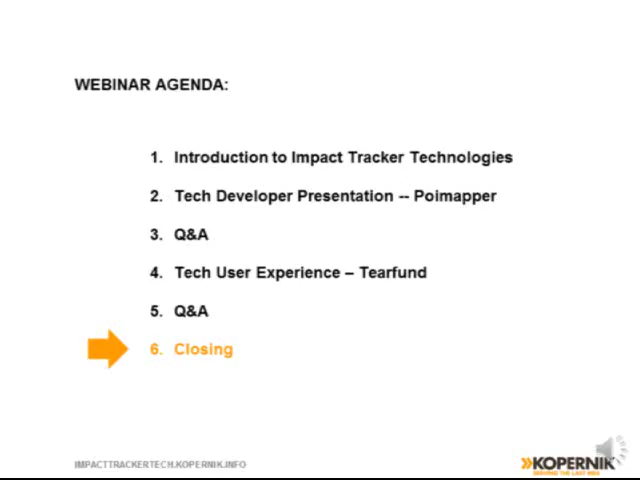 WEBINAR AGENDA:
1. Introduction to Impact Tracker Technologies
2. Tech Developer Presentation -- Poimapper
3. Q&A
4. Tech User Experience – Tearfund
5. Q&A
6. Closing
IMPACTTRACKERTECH.KOPERNIK.INFO
»KOPERNIK
SERVING THE LAST MILE